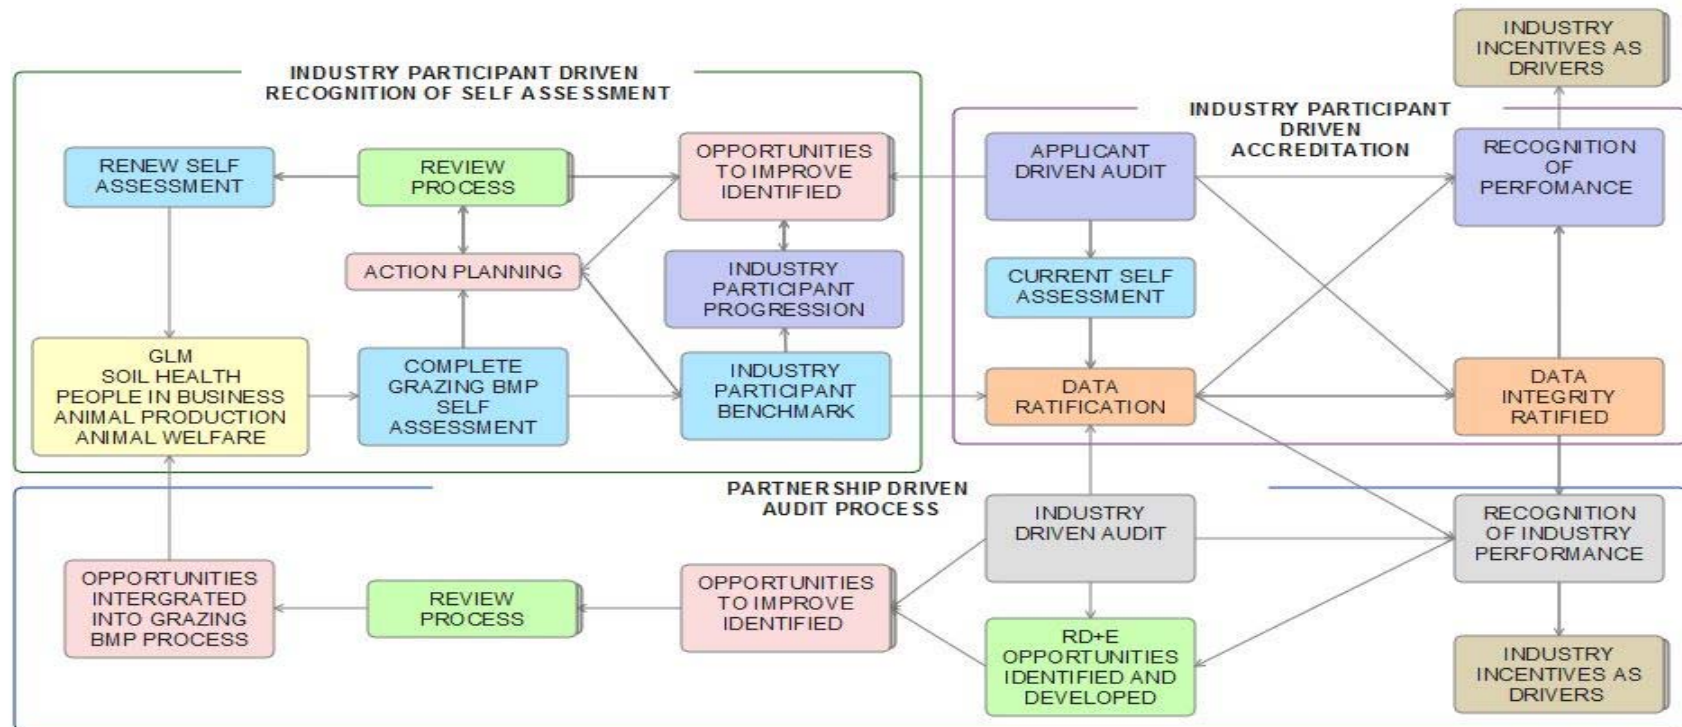 INDUSTRY
INCENTIVES AS
DRIVERS
INDUSTRY PARTICIPANT DRIVEN
RECOGNITION OF SELF ASSESSMENT
INDUSTRY PARTICIPANT
DRIVEN
ACCREDITATION
RENEW SELF
ASSESSMENT
REVIEW
PROCESS
OPPORTUNITIES
TO IMPROVE
IDENTIFIED
APPLICANT
DRIVEN AUDIT
RECOGNITION
OF
PERFOMANCE
ACTION PLANNING
INDUSTRY
PARTICIPANT
PROGRESSION
CURRENT SELF
ASSESSMENT
GLM
SOIL HEALTH
PEOPLE IN BUSINESS
ANIMAL PRODUCTION
ANIMAL WELFARE
COMPLETE
GRAZING BMP
SELF
ASSESSMENT
INDUSTRY
PARTICIPANT
BENCHMARK
DATA
RATIFICATION
DATA
INTEGRITY
RATIFIED
PARTNERSHIP DRIVEN
AUDIT PROCESS
INDUSTRY
DRIVEN AUDIT
RECOGNITION
OF INDUSTRY
PERFORMANCE
OPPORTUNITIES
INTERGRATED
INTO GRAZING
BMP PROCESS
REVIEW
PROCESS
OPPORTUNITIES
TO IMPROVE
IDENTIFIED
RD+E
OPPORTUNITIES
IDENTIFIED AND
DEVELOPED
INDUSTRY
INCENTIVES AS
DRIVERS